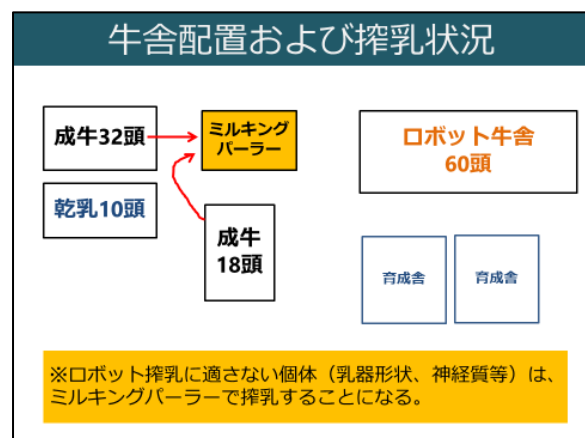 牛舎配置および搾乳状況
成牛32頭
ミルキング
パーラー
ロボット牛舎
60頭
乾乳10頭
成牛
18頭
育成舎
育成舎
※ロボット搾乳に適さない個体（乳器形状、神経質等）は、
ミルキングパーラーで搾乳することになる。